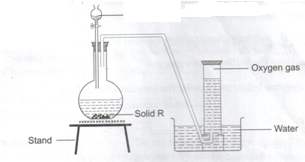 Oxygen gas
Solid R
Water
Stand